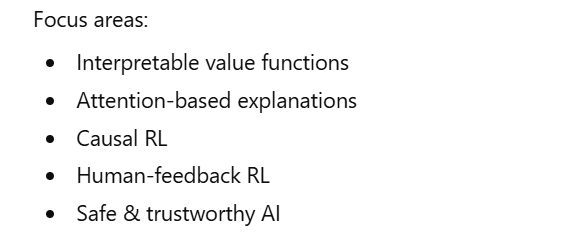 Focus areas:
• Interpretable value functions
• Attention-based explanations
• Causal RL
• Human-feedback RL
• Safe & trustworthy AI